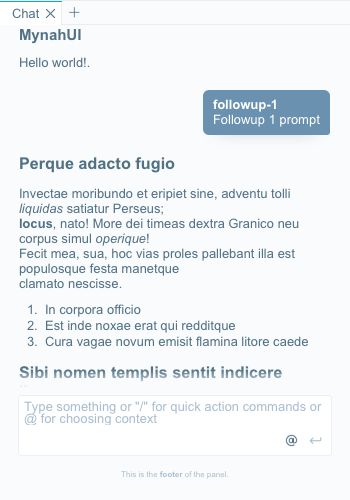 Chat
MynahUI
Hello world!.
followup-1
Followup 1 prompt
Perque adacto fugio
Invectae moribundo et eripiet sine, adventu tolli
liquidas satiatur Perseus;
locus, nato! More dei timeas dextra Granico neu
corpus simul operique!
Fecit mea, sua, hoc vias proles pallebant illa est
populosque festa manetque
clamato nescisse.
1. In corpora officio
2. Est inde noxae erat qui redditque
3. Cura vagae novum emisit flamina litore caede
Sibi nomen templis sentit indicere
Type something or "/" for quick action commands or
@ for choosing context
@
This is the footer of the panel.